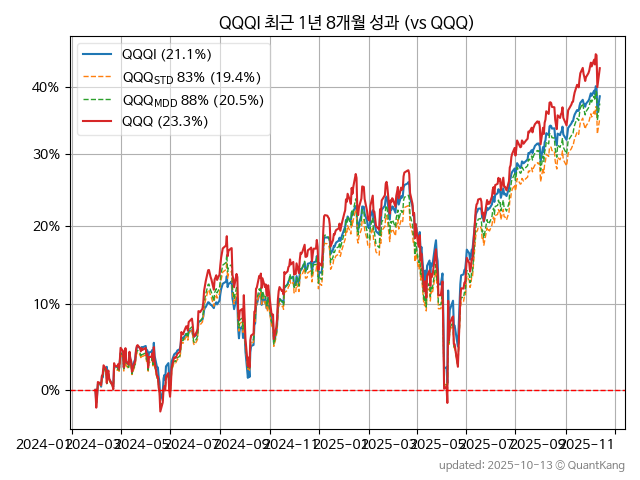 QQQI 최근 1년 8개월 성과 (vs QQQ)
QQQI (21.1%)
QQQSTD 83% (19.4%)
QQQMDD 88% (20.5%)
QQQ (23.3%)
40%
30%
20%
10%
0%
2024-01 2024-03 2024-05 2024-07 2024-09 2024-11 2025-01 2025-03 2025-05 2025-07 2025-09 2025-11
updated: 2025-10-13 © QuantKang